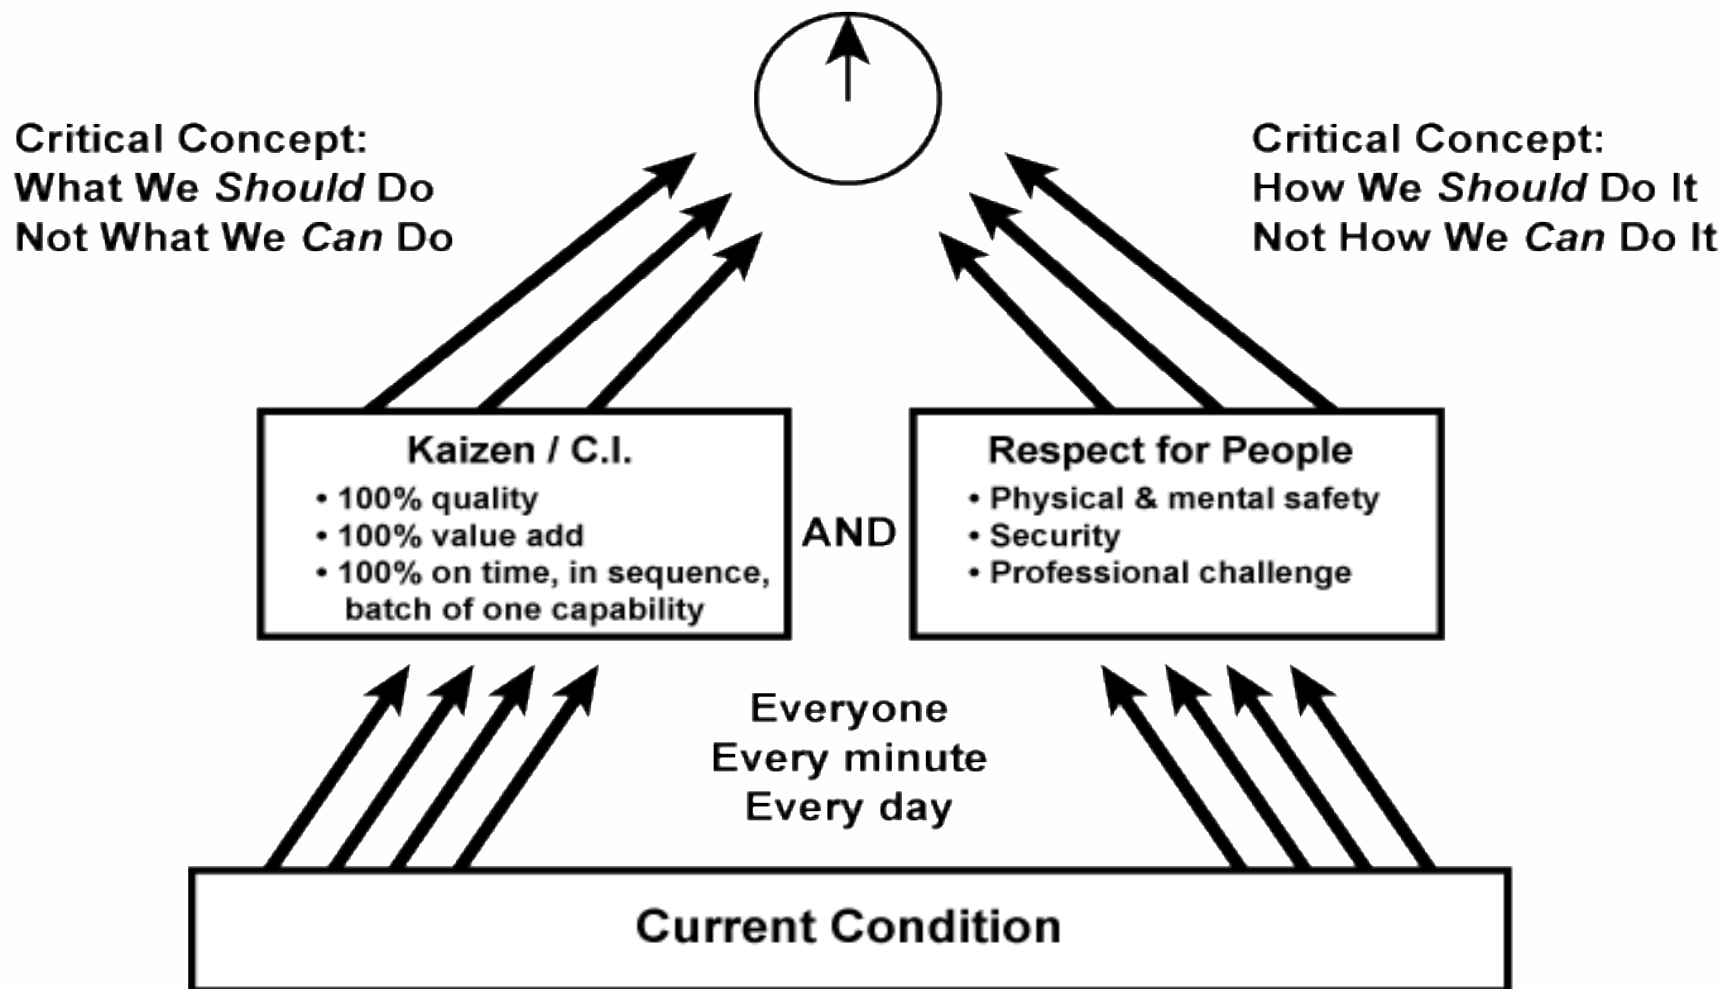 Critical Concept:
What We Should Do
Not What We Can Do
Critical Concept:
How We Should Do It
Not How We Can Do It
Kaizen / C.I.
• 100% quality
• 100% value add
• 100% on time, in sequence,
batch of one capability
AND
Respect for People
• Physical & mental safety
• Security
• Professional challenge
Everyone
Every minute
Every day
Current Condition